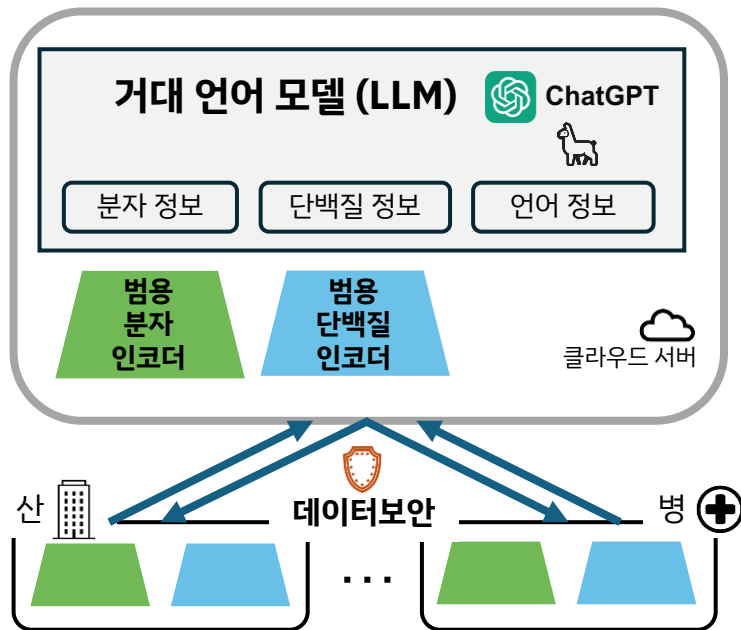 거대 언어 모델 (LLM)
ChatGPT
분자 정보
단백질 정보
언어 정보
범용
분자
인코더
범용
단백질
인코더
클라우드 서버
데이터보안
산
병
...